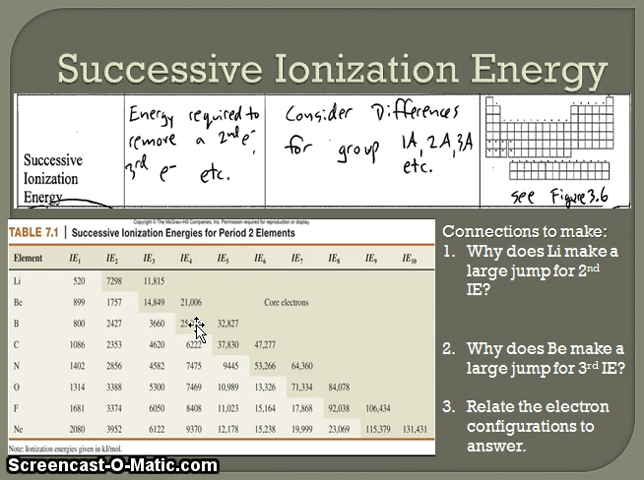 Successive Ionization Energy
Successive
Ionization
Energy
Energy required to
remove a 2nd e⁻,
3rd e⁻ etc.
Consider Differences
for group 1A, 2A, 3A
etc.
see Figure 3.6
Copyright © The McGraw-Hill Companies, Inc. Permission required for reproduction or display.
TABLE 7.1 | Successive Ionization Energies for Period 2 Elements
Element IE1 IE2 IE3 IE4 IE5 IE6 IE7 IE8 IE9 IE10
Li 520 7298 11,815
Be 899 1757 14,849 21,006 Core electrons
B 800 2427 3660 32,827
C 1086 2353 4620 6222 37,830 47,277
N 1402 2856 4582 7475 9445 53,266 64,360
O 1314 3388 5300 7469 10,989 13,326 71,334 84,078
F 1681 3374 6050 8408 11,023 15,164 17,868 92,038 106,434
Ne 2080 3952 6122 9370 12,178 15,238 19,999 23,069 115,379 131,431
Note: Ionization energies given in kJ/mol.
Connections to make:
1. Why does Li make a
large jump for 2nd
IE?
2. Why does Be make a
large jump for 3rd IE?
3. Relate the electron
configurations to
answer.
Screencast-O-Matic.com